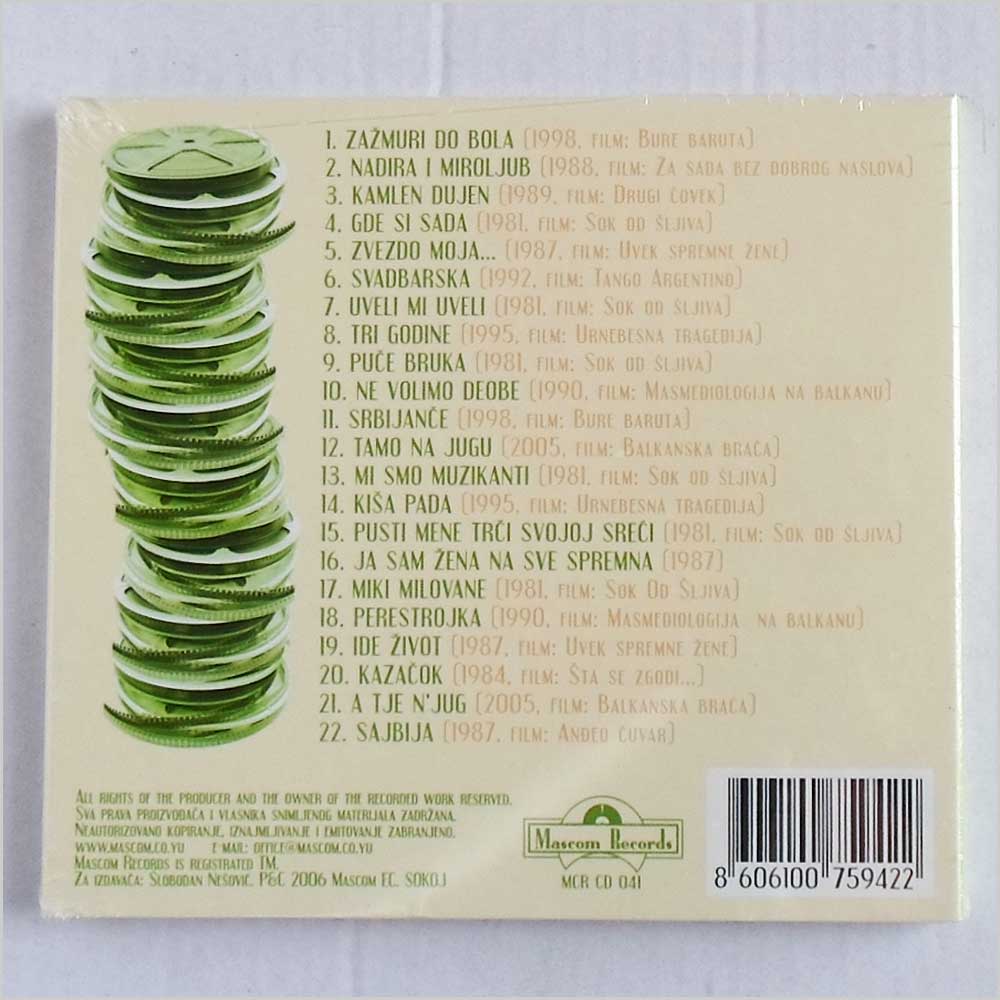 1. ZAŽMURI DO BOLA (1998, FILM: BURE BARUTA)
2. NADIRA I MIROLJUB (1988, FILM: ZA SADA BEZ DOBROG NASLOVA)
3. KAMLEN DUJEN (1989, FILM: DRUGI ČOVEK)
4. GDE SI SADA (1981, FILM: SOK OD ŠLJIVA)
5. ZVEZDO MOJA... (1987, FILM: UVEK SPREMNE ŽENE)
6. SVADBARSKA (1992, FILM: TANGO ARGENTINO)
7. UVELI MI UVELI (1981, FILM: SOK OD ŠLJIVA)
8. TRI GODINE (1995, FILM: URNEBESNA TRAGEDIJA)
9. PUČE BRUKA (1981, FILM: SOK OD ŠLJIVA)
10. NE VOLIMO DEOBE (1990, FILM: MASMEDIOLOGIJA NA BALKANU)
11. SRBIJANČE (1998, FILM: BURE BARUTA)
12. TAMO NA JUGU (2005, FILM: BALKANSKA BRAĆA)
13. MI SMO MUZIKANTI (1981, FILM: SOK OD ŠLJIVA)
14. KIŠA PADA (1995, FILM: URNEBESNA TRAGEDIJA)
15. PUSTI MENE TRČI SVOJOJ SREĆI (1981, FILM: SOK OD ŠLJIVA)
16. JA SAM ŽENA NA SVE SPREMNA (1987)
17. MIKI MILOVANE (1981, FILM: SOK OD ŠLJIVA)
18. PERESTROJKA (1990, FILM: MASMEDIOLOGIJA NA BALKANU)
19. IDE ŽIVOT (1987, FILM: UVEK SPREMNE ŽENE)
20. KAZAČOK (1984, FILM: ŠTA SE ZGODI...)
21. A TJE N'JUG (2005, FILM: BALKANSKA BRAĆA)
22. SAJBIJA (1987, FILM: ANĐEO ČUVAR)
ALL RIGHTS OF THE PRODUCER AND THE OWNER OF THE RECORDED WORK RESERVED.
SVA PRAVA PROIZVOĐAČA I VLASNIKA SNIMLJENOG MATERIJALA ZADRŽANA.
NEAUTORIZOVANO KOPIRANJE, IZNAJMLJIVANJE I EMITOVANJE ZABRANJENO.
WWW.MASCOM.CO.YU E-MAIL: OFFICE@MASCOM.CO.YU
MASCOM RECORDS IS REGISTRATED TM.
ZA IZDAVAČA: SLOBODAN NEŠOVIĆ. P&C 2006 MASCOM EC. SOKOJ
Mascom Records
MCR CD 041
8 606100 759422